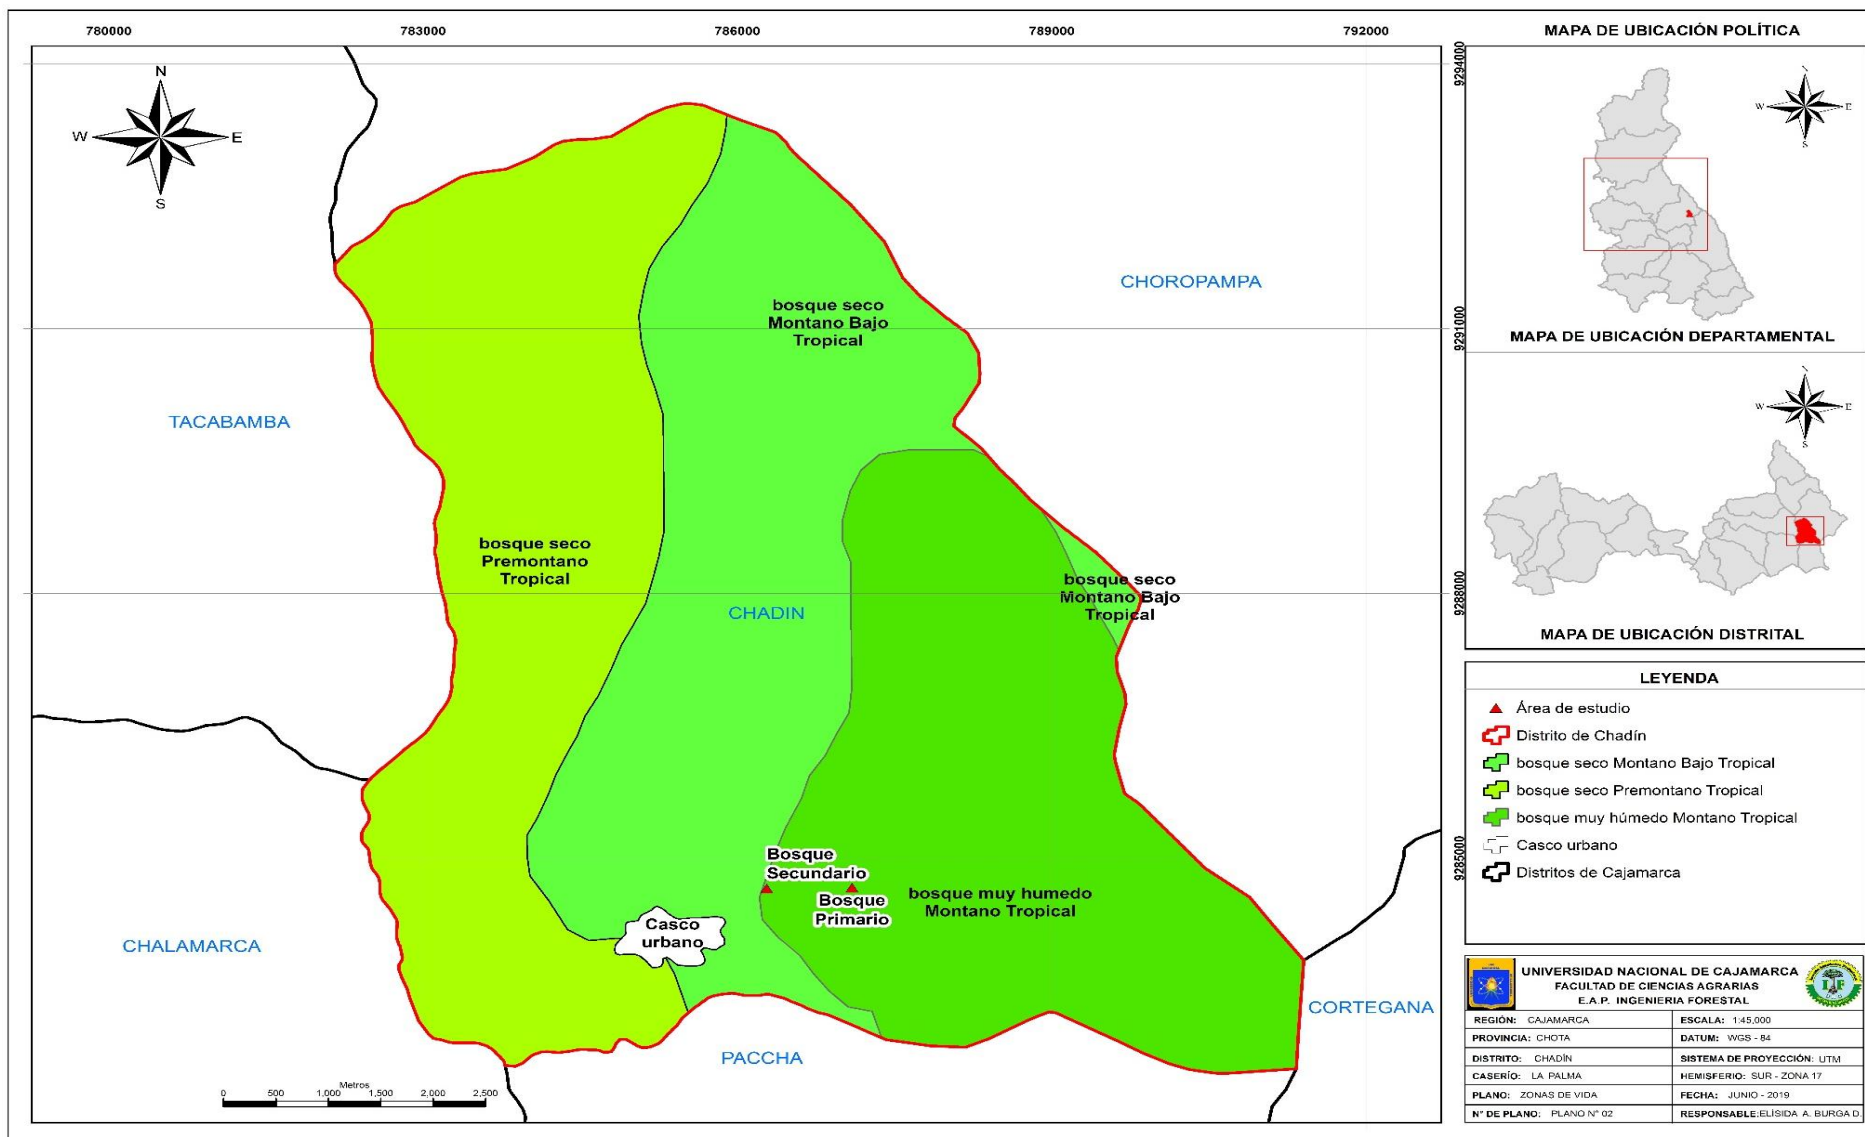 780000
783000
786000
789000
792000
9294000
9291000
9288000
9285000
N
W
E
S
CHOROPAMPA
TACABAMBA
CHADIN
CHALAMARCA
PACCHA
CORTEGANA
bosque seco
Montano Bajo
Tropical
bosque seco
Premontano
Tropical
bosque seco
Montano Bajo
Tropical
Bosque
Secundario
Bosque
Primario
bosque muy humedo
Montano Tropical
Casco
urbano
Metros
0 500 1,000 1,500 2,000 2,500
MAPA DE UBICACIÓN POLÍTICA
N
W
E
S
MAPA DE UBICACIÓN DEPARTAMENTAL
N
W
E
S
MAPA DE UBICACIÓN DISTRITAL
LEYENDA
Área de estudio
Distrito de Chadín
bosque seco Montano Bajo Tropical
bosque seco Premontano Tropical
bosque muy húmedo Montano Tropical
Casco urbano
Distritos de Cajamarca
UNIVERSIDAD NACIONAL DE CAJAMARCA
FACULTAD DE CIENCIAS AGRARIAS
E.A.P. INGENIERIA FORESTAL
REGIÓN: CAJAMARCA
ESCALA: 1:45,000
PROVINCIA: CHOTA
DATUM: WGS - 84
DISTRITO: CHADÍN
SISTEMA DE PROYECCIÓN: UTM
CASERÍO: LA PALMA
HEMISFERIO: SUR - ZONA 17
PLANO: ZONAS DE VIDA
FECHA: JUNIO - 2019
N° DE PLANO: PLANO N° 02
RESPONSABLE:ELÍSIDA A. BURGA D.